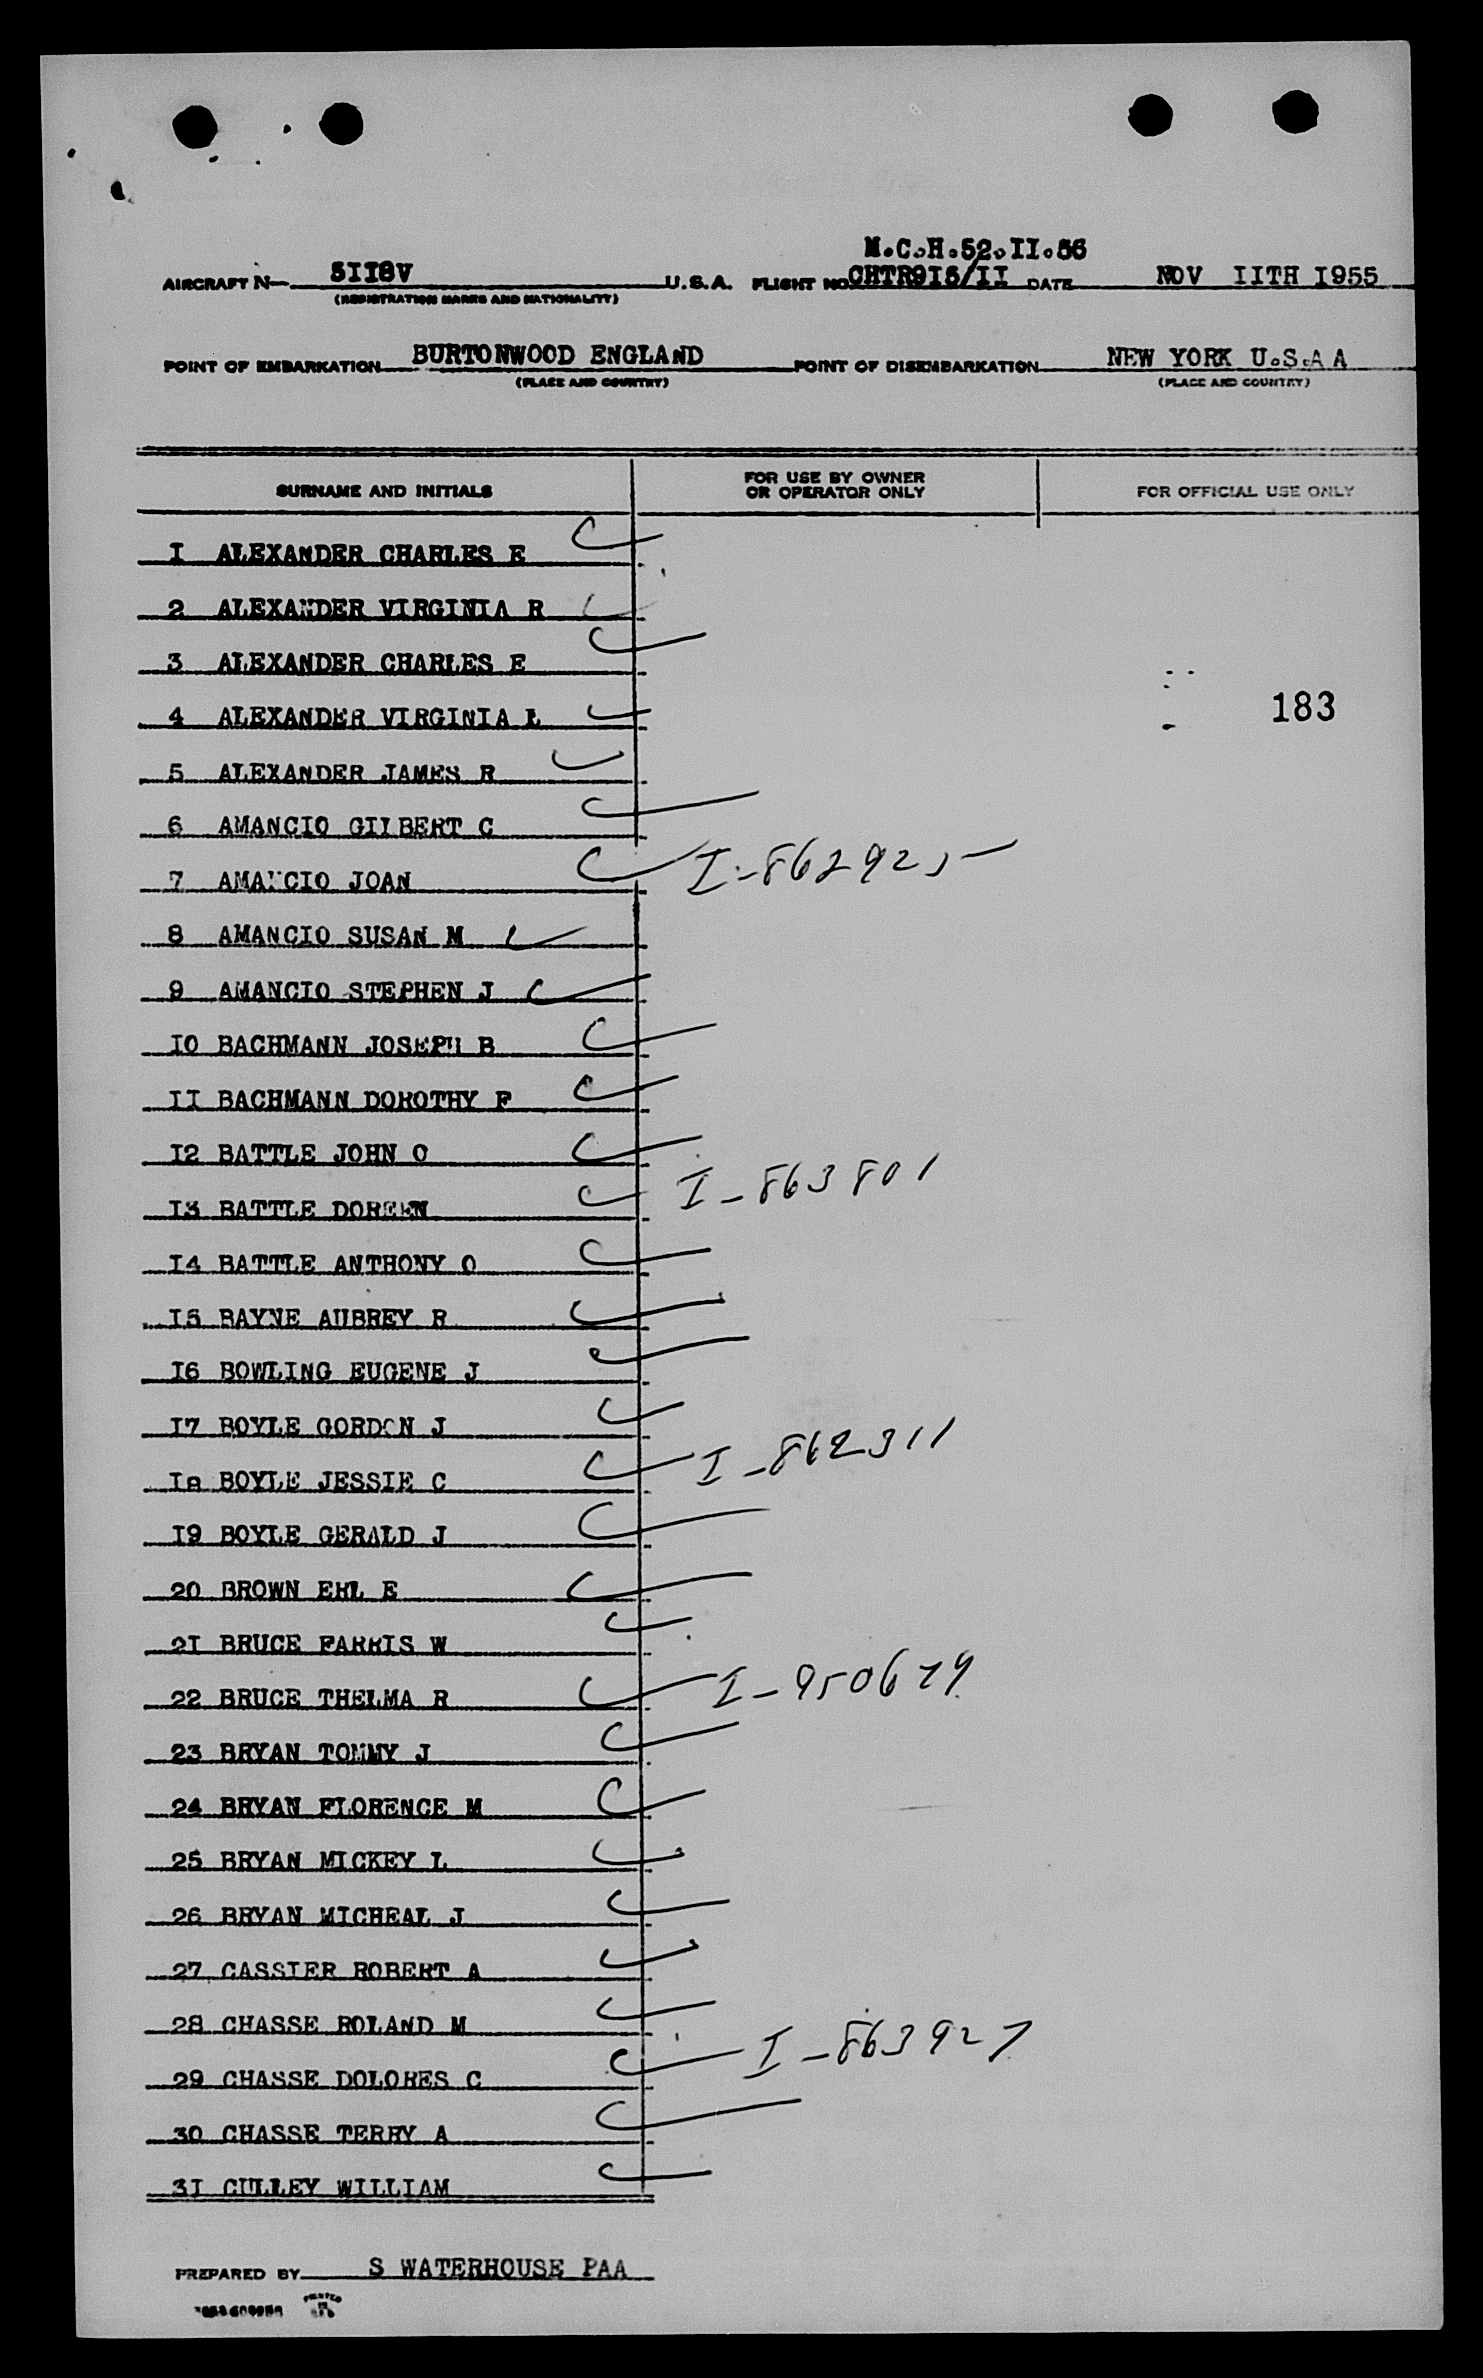 M.C.H.52.II.56
AIRCRAFT No 5II8V U.S.A. FLIGHT NO. CHTR916/II DATE NOV IITH I955
(REGISTRATION MARKS AND NATIONALITY)
POINT OF EMBARKATION BURTONWOOD ENGLAND POINT OF DISEMBARKATION NEW YORK U.S.A A
(PLACE AND COUNTRY) (PLACE AND COUNTRY)
SURNAME AND INITIALS FOR USE BY OWNER OR OPERATOR ONLY FOR OFFICIAL USE ONLY
I ALEXANDER CHARLES E
2 ALEXANDER VIRGINIA R
3 ALEXANDER CHARLES E
4 ALEXANDER VIRGINIA L
183
5 ALEXANDER JAMES R
6 AMANCIO GILBERT C
7 AMANCIO JOAN I-862925
8 AMANCIO SUSAN M
9 AMANCIO STEPHEN J
IO BACHMANN JOSEPH B
II BACHMANN DOROTHY F
I2 BATTLE JOHN O
I3 BATTLE DOREEN I-863801
I4 BATTLE ANTHONY O
I5 BAYNE AUBREY R
I6 BOWLING EUGENE J
I7 BOYLE GORDON J
I8 BOYLE JESSIE C I-862311
I9 BOYLE GERALD J
20 BROWN EHL E
2I BRUCE FARRIS W
22 BRUCE THELMA R I-950679
23 BRYAN TOMMY J
24 BRYAN FLORENCE M
25 BRYAN MICKEY L
26 BRYAN MICHEAL J
27 CASSIER ROBERT A
28 CHASSE ROLAND M
29 CHASSE DOLORES C I-863927
30 CHASSE TERRY A
3I CULLEY WILLIAM
PREPARED BY S WATERHOUSE PAA
PRINTED IN